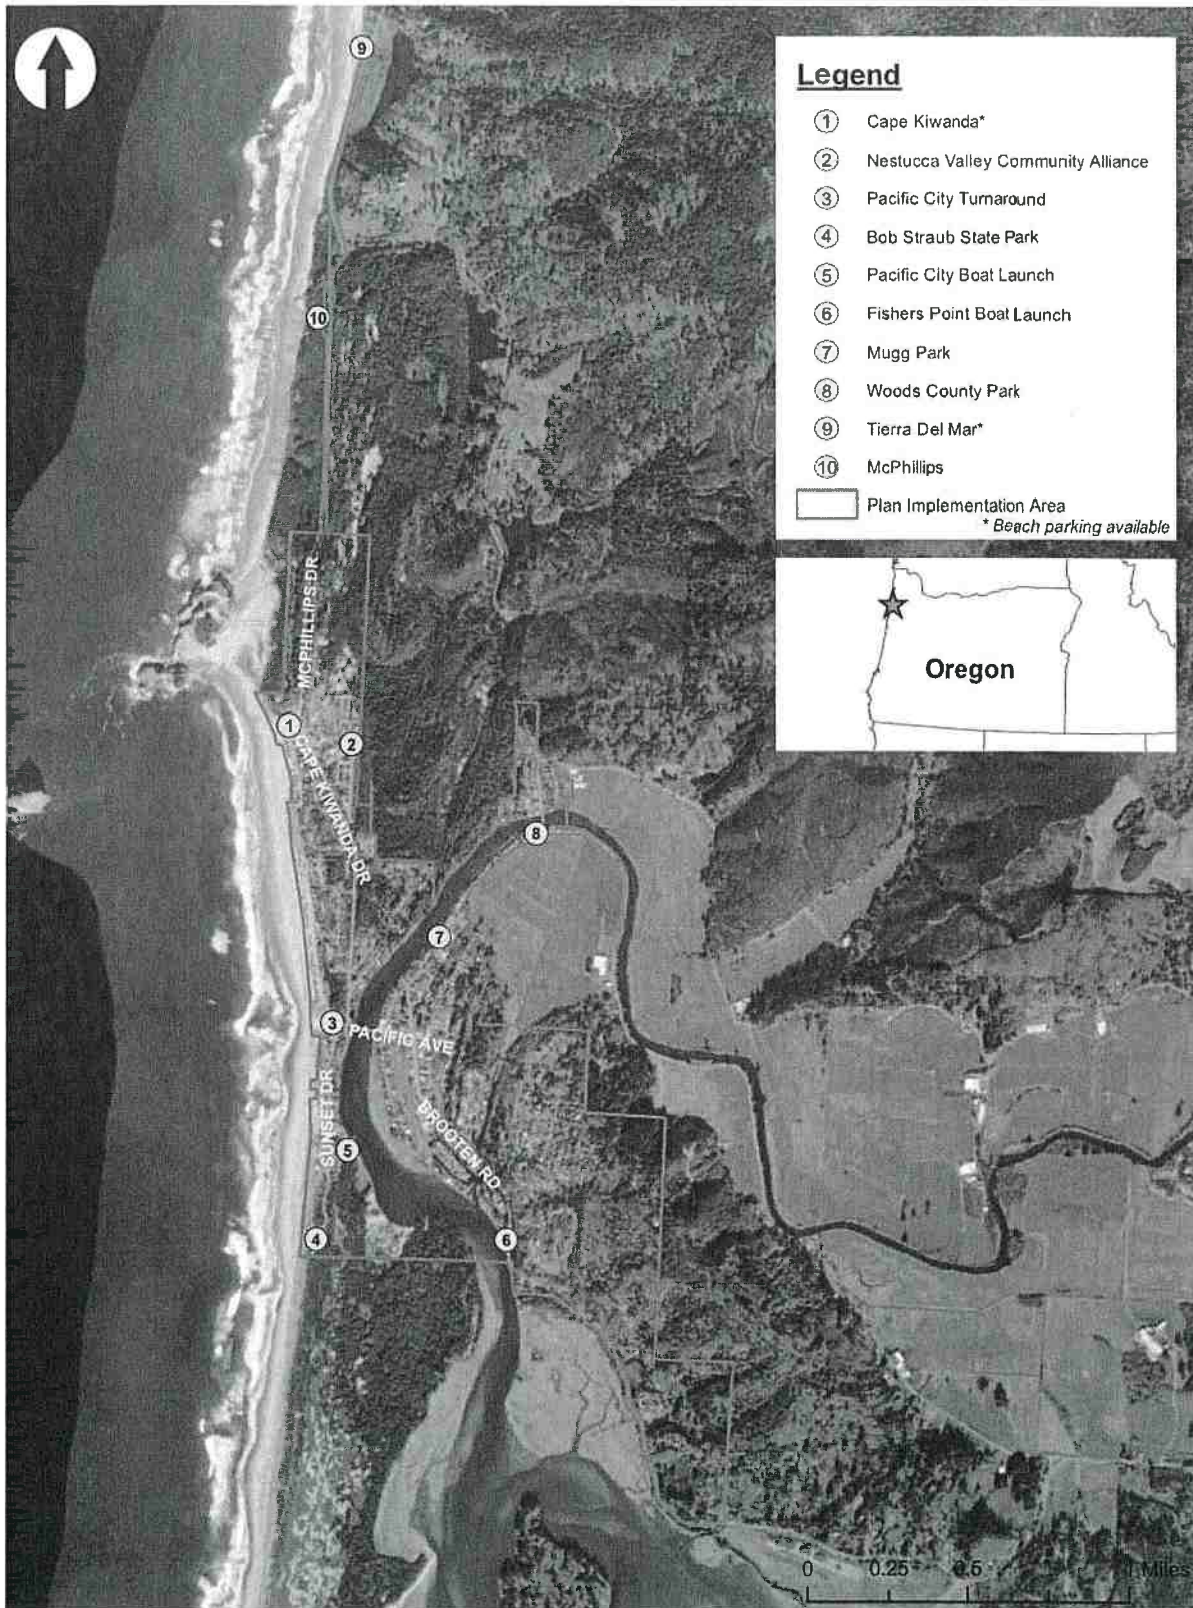 9
Legend
1 Cape Kiwanda*
2 Nestucca Valley Community Alliance
3 Pacific City Turnaround
4 Bob Straub State Park
5 Pacific City Boat Launch
6 Fishers Point Boat Launch
7 Mugg Park
8 Woods County Park
9 Tierra Del Mar*
10 McPhillips
Plan Implementation Area
* Beach parking available
10
MCPHILLIPS DR
Oregon
1
2
CAPE KIWANDA DR
8
7
3
PACIFIC AVE
SUNSET DR
BROOTEN RD
5
4
6
0 0.25 0.5 1 Miles